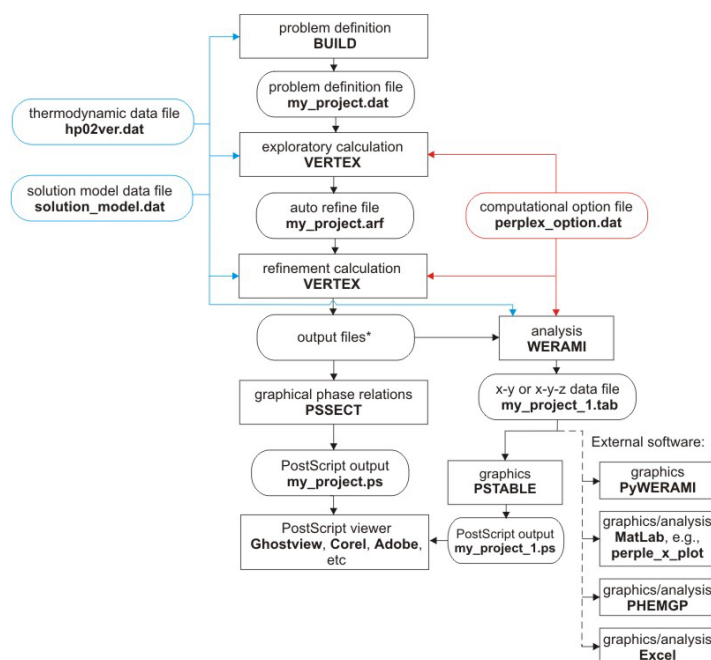 problem definition
BUILD
problem definition file
my_project.dat
thermodynamic data file
hp02ver.dat
exploratory calculation
VERTEX
solution model data file
solution_model.dat
auto refine file
my_project.arf
computational option file
perplex_option.dat
refinement calculation
VERTEX
output files*
analysis
WERAMI
graphical phase relations
PSSECT
x-y or x-y-z data file
my_project_1.tab
External software:
PostScript output
my_project.ps
graphics
PSTABLE
graphics
PyWERAMI
PostScript viewer
Ghostview, Corel, Adobe,
etc
PostScript output
my_project_1.ps
graphics/analysis
MatLab, e.g.,
perple_x_plot
graphics/analysis
PHEMGP
graphics/analysis
Excel